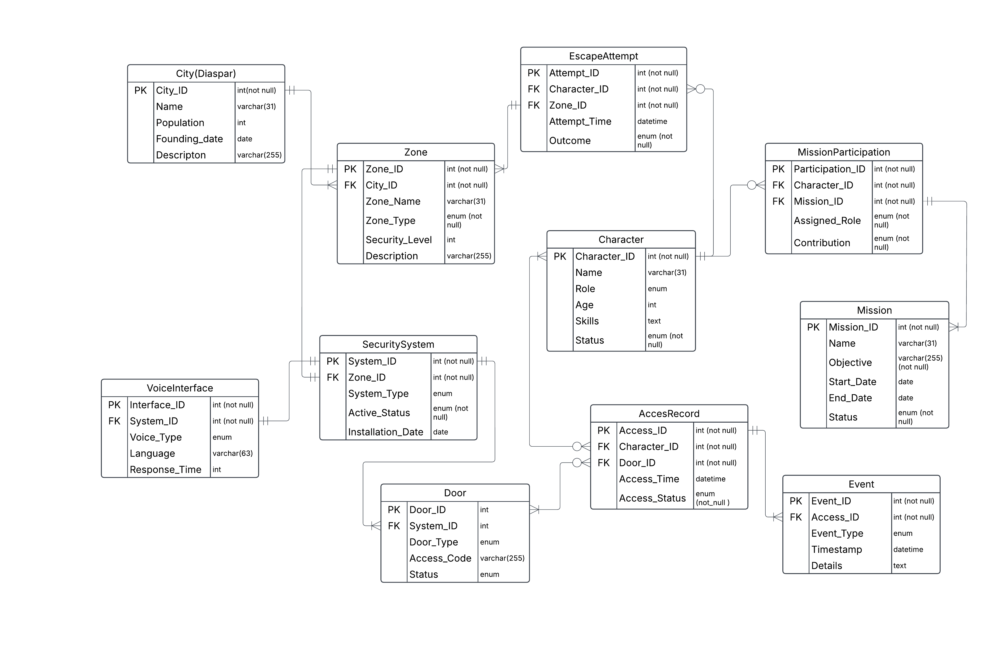 City(Diaspar)
PK City_ID int(not null)
Name varchar(31)
Population int
Founding_date date
Descripton varchar(255)
EscapeAttempt
PK Attempt_ID int (not null)
FK Character_ID int (not null)
FK Zone_ID int (not null)
Attempt_Time datetime
Outcome enum (not
null)
Zone
PK Zone_ID int (not null)
FK City_ID int (not null)
Zone_Name varchar(31)
Zone_Type enum (not
null)
Security_Level int
Description varchar(255)
MissionParticipation
PK Participation_ID int (not null)
FK Character_ID int (not null)
FK Mission_ID int (not null)
Assigned_Role enum (not
null)
Contribution enum (not
null)
Character
PK Character_ID int (not null)
Name varchar(31)
Role enum
Age int
Skills text
Status enum (not
null)
Mission
PK Mission_ID int (not null)
Name varchar(31)
Objective varchar(255)
(not null)
Start_Date date
End_Date date
Status enum (not
null)
SecuritySystem
PK System_ID int (not null)
FK Zone_ID int (not null)
System_Type enum
Active_Status enum (not
null)
Installation_Date date
VoiceInterface
PK Interface_ID int (not null)
FK System_ID int (not null)
Voice_Type enum
Language varchar(63)
Response_Time int
AccesRecord
PK Access_ID int (not null)
FK Character_ID int (not null)
FK Door_ID int (not null)
Access_Time datetime
Access_Status enum
(not_null )
Door
PK Door_ID int
FK System_ID int
Door_Type enum
Access_Code varchar(255)
Status enum
Event
PK Event_ID int (not null)
FK Access_ID int (not null)
Event_Type enum
Timestamp datetime
Details text